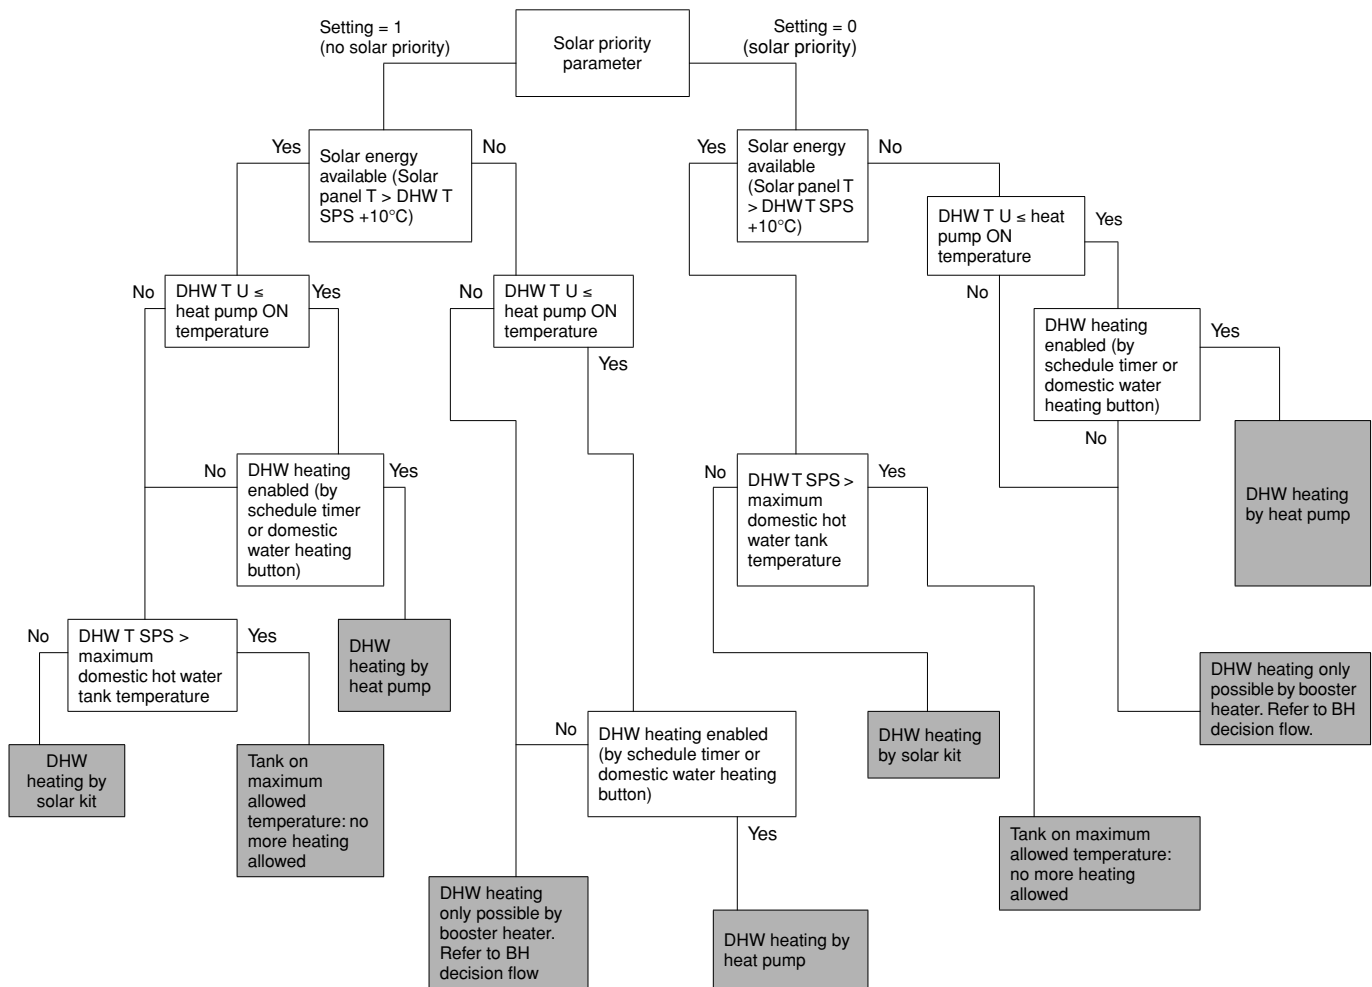 Setting = 1
(no solar priority)
Solar priority
parameter
Setting = 0
(solar priority)
Yes
Solar energy
available (Solar
panel T > DHW T
SPS +10°C)
No
Yes
Solar energy
available
(Solar panel T
> DHW T SPS
+10°C)
No
DHW T U ≤ heat
pump ON
temperature
Yes
No
No
DHW T U ≤
heat pump ON
temperature
Yes
No
DHW T U ≤
heat pump ON
temperature
Yes
DHW heating
enabled (by
schedule timer or
domestic water
heating button)
Yes
No
No
DHW heating
enabled (by
schedule timer
or domestic
water heating
button)
Yes
No
DHW T SPS >
maximum
domestic hot
water tank
temperature
Yes
DHW heating
by heat pump
No
DHW T SPS >
maximum
domestic hot water
tank temperature
Yes
DHW
heating by
heat pump
DHW heating only
possible by booster
heater. Refer to BH
decision flow.
No
DHW heating enabled
(by schedule timer or
domestic water heating
button)
Yes
DHW heating
by solar kit
DHW
heating by
solar kit
Tank on
maximum
allowed
temperature: no
more heating
allowed
Tank on maximum
allowed temperature:
no more heating
allowed
DHW heating
only possible by
booster heater.
Refer to BH
decision flow
DHW heating by
heat pump